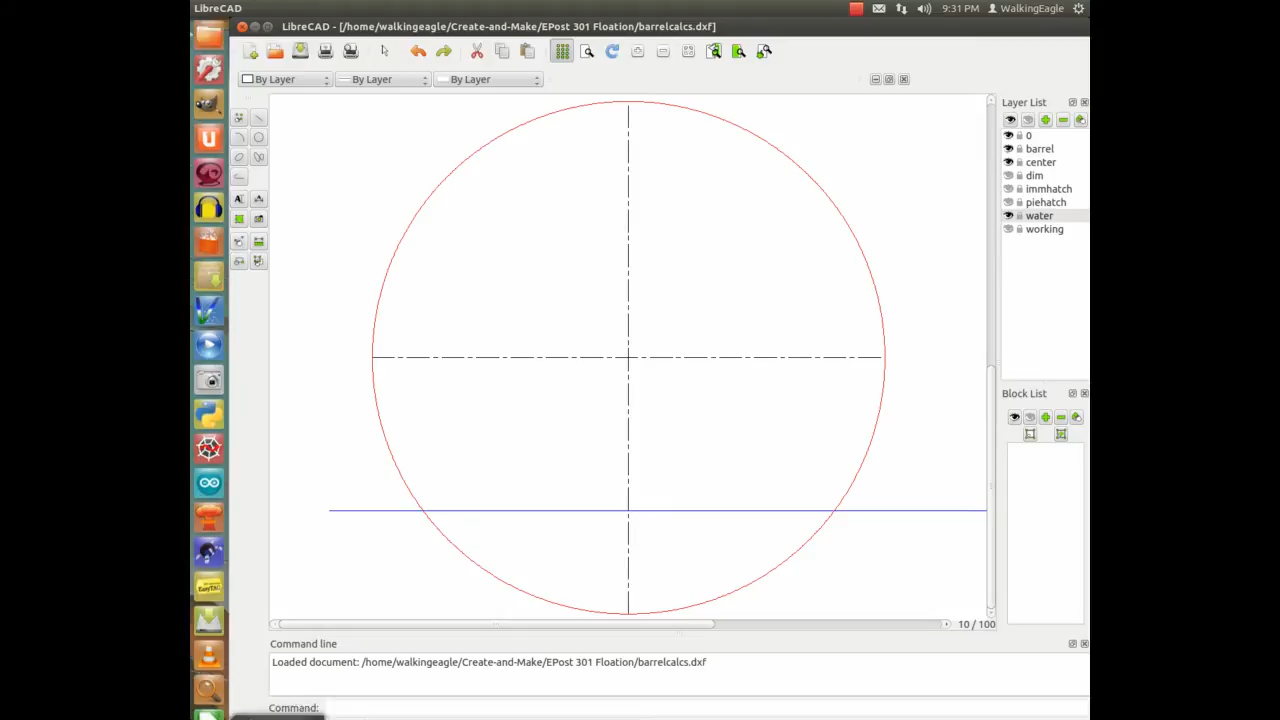 LibreCAD
9:31 PM
WalkingEagle
LibreCAD - [/home/walkingeagle/Create-and-Make/EPost 301 Floation/barrelcalcs.dxf]
By Layer
By Layer
By Layer
Layer List
0
barrel
center
dim
immhatch
piehatch
water
working
Block List
10 / 100
Command line
Loaded document: /home/walkingeagle/Create-and-Make/EPost 301 Floation/barrelcalcs.dxf
Command: